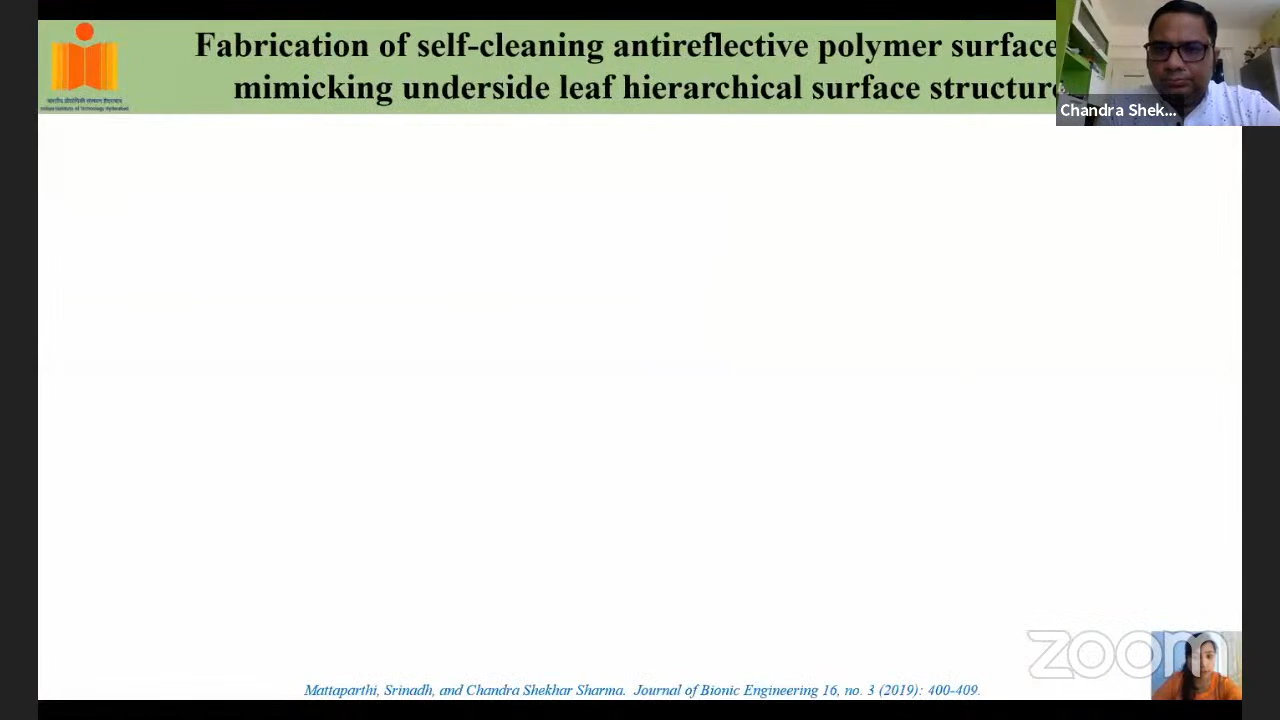 Fabrication of self-cleaning antireflective polymer surface
mimicking underside leaf hierarchical surface structure
Chandra Shek...
zoom
Mattaparthi, Srinadh, and Chandra Shekhar Sharma. Journal of Bionic Engineering 16, no. 3 (2019): 400-409.